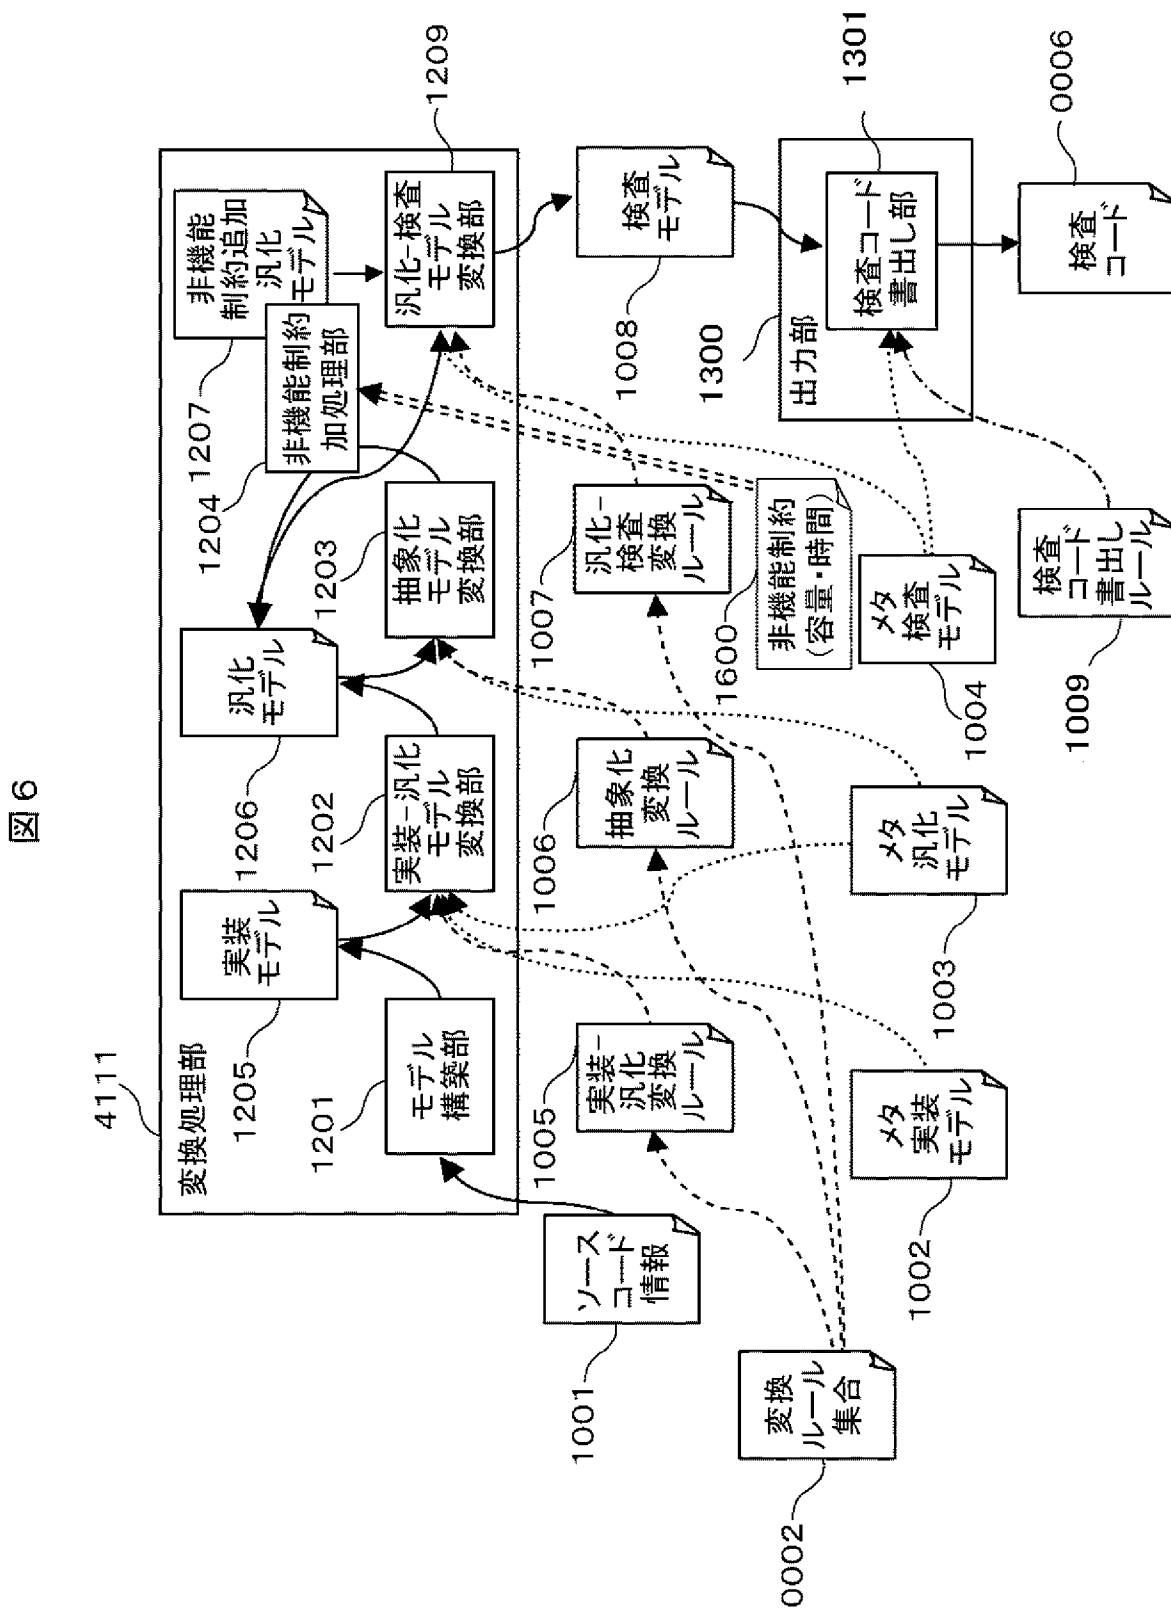 図6
4111
変換処理部
1205
実装
モデル
1206
汎化
モデル
1204
非機能制約
加処理部
1207
非機能
制約追加
汎化
モデル
1201
モデル
構築部
1202
実装-汎化
モデル
変換部
1203
抽象化
モデル
変換部
汎化-検査
モデル
変換部
1209
1001
ソース
コード
情報
1005
実装-
汎化
変換
ルール
1006
抽象化
変換
ルール
1007
汎化-
検査
変換
ルール
1008
検査
モデル
0002
変換
ルール
集合
1600
非機能制約
(容量・時間)
1300
出力部
検査コード
書出し部
1301
1002
メタ
実装
モデル
1003
メタ
汎化
モデル
1004
メタ
検査
モデル
1009
検査
コード
書出し
ルール
検査
コード
0006